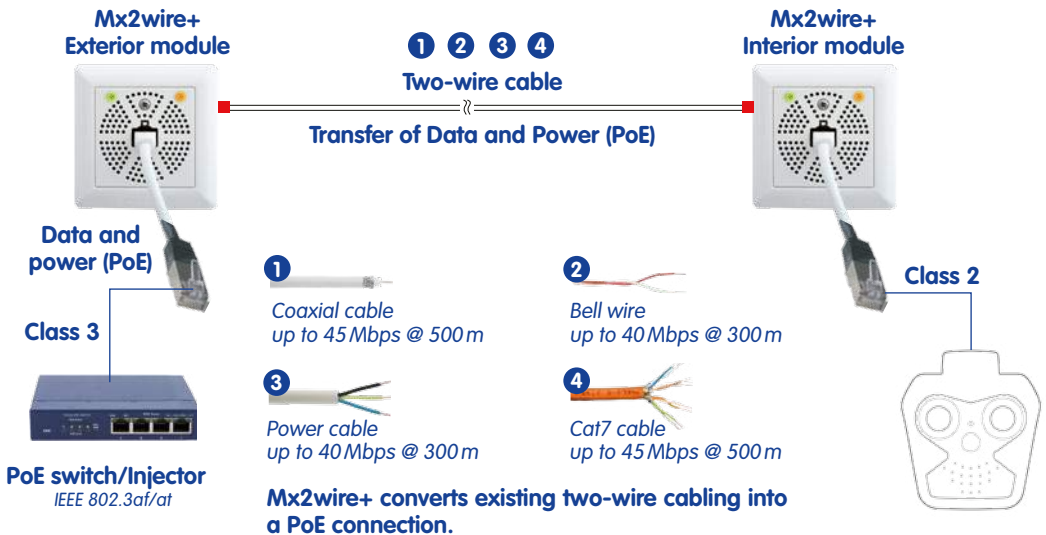 Mx2wire+
Exterior module
1 2 3 4
Two-wire cable
Transfer of Data and Power (PoE)
Mx2wire+
Interior module
Data and
power (PoE)
Class 3
1
Coaxial cable
up to 45 Mbps @ 500 m
2
Bell wire
up to 40 Mbps @ 300 m
Class 2
3
Power cable
up to 40 Mbps @ 300 m
4
Cat7 cable
up to 45 Mbps @ 500 m
PoE switch/Injector
IEEE 802.3af/at
Mx2wire+ converts existing two-wire cabling into
a PoE connection.